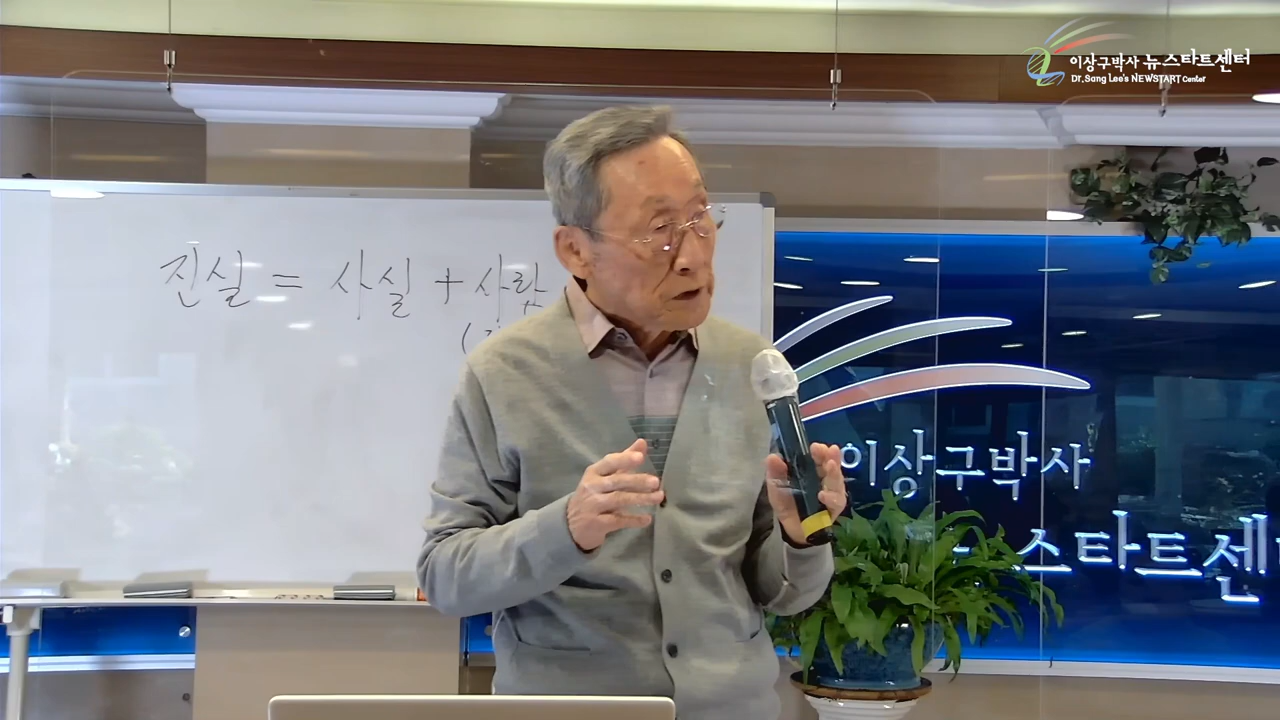 이상구박사 뉴스타트센터
Dr. Sang Lee's NEWSTART Center
진실 = 사실 + 사랑
이상구박사
스타트센